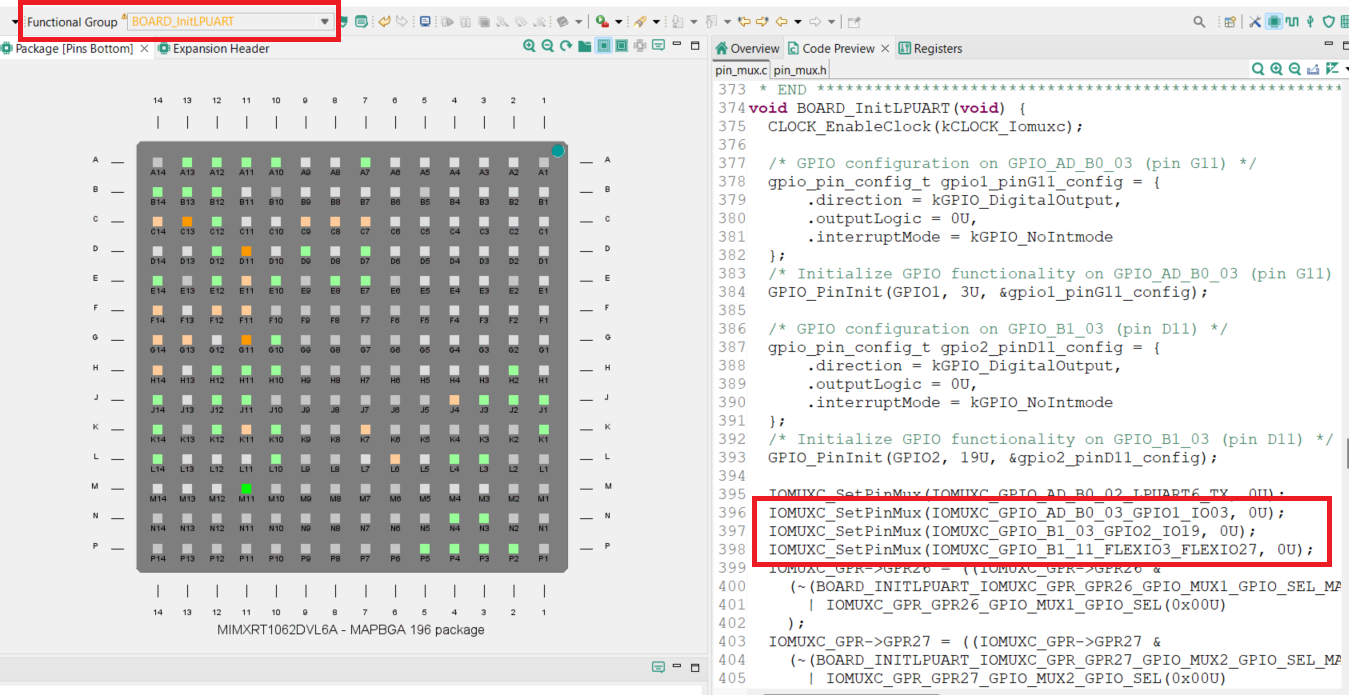 Functional Group BOARD_InitLPUART
Package [Pins Bottom] Expansion Header
14 13 12 11 10 9 8 7 6 5 4 3 2 1
A A14 A13 A12 A11 A10 A9 A8 A7 A6 A5 A4 A3 A2 A1 A
B B14 B13 B12 B11 B10 B9 B8 B7 B6 B5 B4 B3 B2 B1 B
C C14 C13 C12 C11 C10 C9 C8 C7 C6 C5 C4 C3 C2 C1 C
D D14 D13 D12 D11 D10 D9 D8 D7 D6 D5 D4 D3 D2 D1 D
E E14 E13 E12 E11 E10 E9 E8 E7 E6 E5 E4 E3 E2 E1 E
F F14 F13 F12 F11 F10 F9 F8 F7 F6 F5 F4 F3 F2 F1 F
G G14 G13 G12 G11 G10 G9 G8 G7 G6 G5 G4 G3 G2 G1 G
H H14 H13 H12 H11 H10 H9 H8 H7 H6 H5 H4 H3 H2 H1 H
J J14 J13 J12 J11 J10 J9 J8 J7 J6 J5 J4 J3 J2 J1 J
K K14 K13 K12 K11 K10 K9 K8 K7 K6 K5 K4 K3 K2 K1 K
L L14 L13 L12 L11 L10 L9 L8 L7 L6 L5 L4 L3 L2 L1 L
M M14 M13 M12 M11 M10 M9 M8 M7 M6 M5 M4 M3 M2 M1 M
N N14 N13 N12 N11 N10 N9 N8 N7 N6 N5 N4 N3 N2 N1 N
P P14 P13 P12 P11 P10 P9 P8 P7 P6 P5 P4 P3 P2 P1 P
14 13 12 11 10 9 8 7 6 5 4 3 2 1
MIMXRT1062DVL6A - MAPBGA 196 package
Overview Code Preview Registers
pin_mux.c pin_mux.h
373 * END ******************************************************
374 void BOARD_InitLPUART(void) {
375 CLOCK_EnableClock(kCLOCK_Iomuxc);
376
377 /* GPIO configuration on GPIO_AD_B0_03 (pin G11) */
378 gpio_pin_config_t gpio1_pinG11_config = {
379 .direction = kGPIO_DigitalOutput,
380 .outputLogic = 0U,
381 .interruptMode = kGPIO_NoIntmode
382 };
383 /* Initialize GPIO functionality on GPIO_AD_B0_03 (pin G11)
384 GPIO_PinInit(GPIO1, 3U, &gpio1_pinG11_config);
385
386 /* GPIO configuration on GPIO_B1_03 (pin D11) */
387 gpio_pin_config_t gpio2_pinD11_config = {
388 .direction = kGPIO_DigitalOutput,
389 .outputLogic = 0U,
390 .interruptMode = kGPIO_NoIntmode
391 };
392 /* Initialize GPIO functionality on GPIO_B1_03 (pin D11) */
393 GPIO_PinInit(GPIO2, 19U, &gpio2_pinD11_config);
394
395 IOMUXC_SetPinMux(IOMUXC_GPIO_AD_B0_02_LPUART6_TX, 0U);
396 IOMUXC_SetPinMux(IOMUXC_GPIO_AD_B0_03_GPIO1_IO03, 0U);
397 IOMUXC_SetPinMux(IOMUXC_GPIO_B1_03_GPIO2_IO19, 0U);
398 IOMUXC_SetPinMux(IOMUXC_GPIO_B1_11_FLEXIO3_FLEXIO27, 0U);
399 IOMUXC_GPR->GPR26 = ((IOMUXC_GPR->GPR26 &
400 (~(BOARD_INITLPUART_IOMUXC_GPR_GPR26_GPIO_MUX1_GPIO_SEL_MA
401 | IOMUXC_GPR_GPR26_GPIO_MUX1_GPIO_SEL(0x00U)
402 );
403 IOMUXC_GPR->GPR27 = ((IOMUXC_GPR->GPR27 &
404 (~(BOARD_INITLPUART_IOMUXC_GPR_GPR27_GPIO_MUX2_GPIO_SEL_MA
405 | IOMUXC_GPR_GPR27_GPIO_MUX2_GPIO_SEL(0x00U)